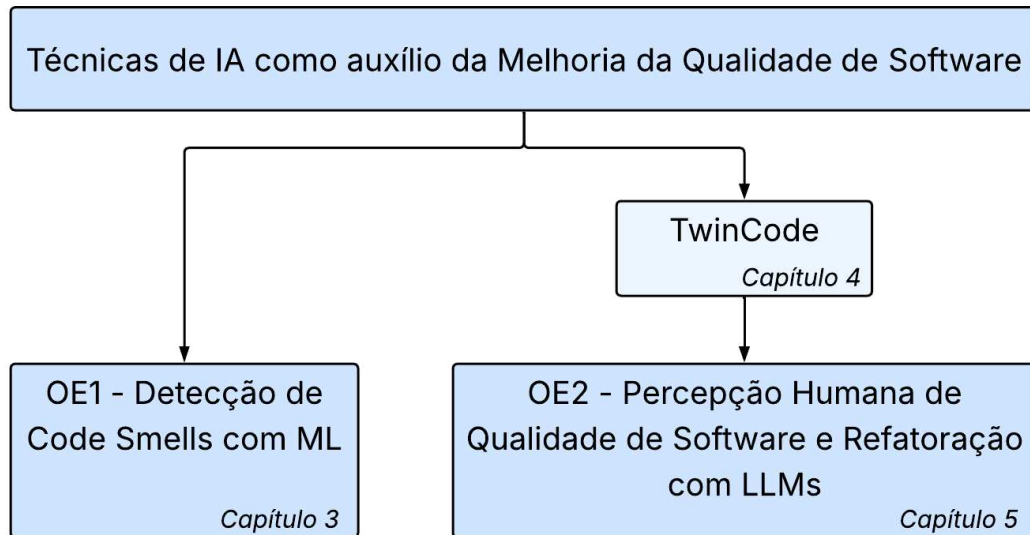 Técnicas de IA como auxílio da Melhoria da Qualidade de Software
TwinCode
Capítulo 4
OE1 - Detecção de
Code Smells com ML
Capítulo 3
OE2 - Percepção Humana de
Qualidade de Software e Refatoração
com LLMs
Capítulo 5